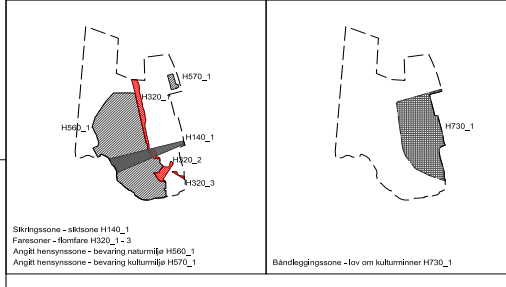 H570_1
H320_1
H560_1
H140_1
H320_2
H320_3
Sikringssone - siktsone H140_1
Faresoner - flomfare H320_1 - 3
Angitt hensynssone - bevaring naturmiljø H560_1
Angitt hensynssone - bevaring kulturmiljø H570_1
H730_1
Båndleggingssone - lov om kulturminner H730_1